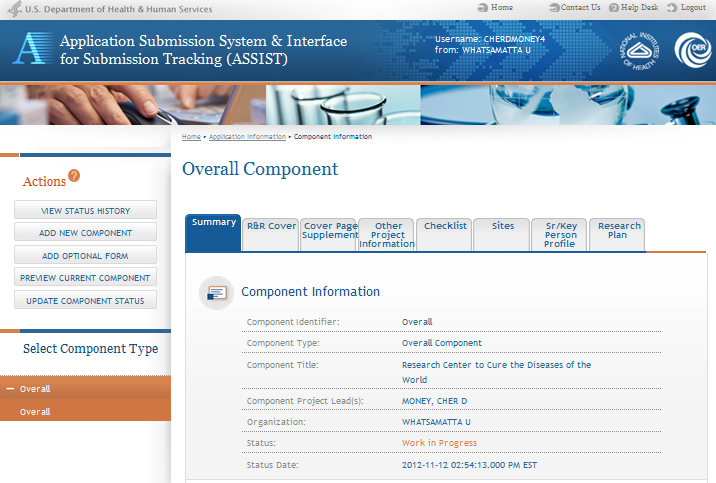 U.S. Department of Health & Human Services
Home
Contact Us
? Help Desk
Logout
A
Application Submission System & Interface
for Submission Tracking (ASSIST)
Username: CHERDMONEY4
from: WHATSAMATTA U
NATIONAL INSTITUTES OF HEALTH
OER
Home ▸ Application Information ▸ Component Information
Overall Component
Actions ?
VIEW STATUS HISTORY
ADD NEW COMPONENT
ADD OPTIONAL FORM
PREVIEW CURRENT COMPONENT
UPDATE COMPONENT STATUS
Select Component Type
Overall
Overall
Summary
R&R Cover
Cover Page
Supplement
Other
Project
Information
Checklist
Sites
Sr/Key
Person
Profile
Research
Plan
Component Information
Component Identifier: Overall
Component Type: Overall Component
Component Title: Research Center to Cure the Diseases of the
World
Component Project Lead(s): MONEY, CHER D
Organization: WHATSAMATTA U
Status: Work in Progress
Status Date: 2012-11-12 02:54:13.000 PM EST